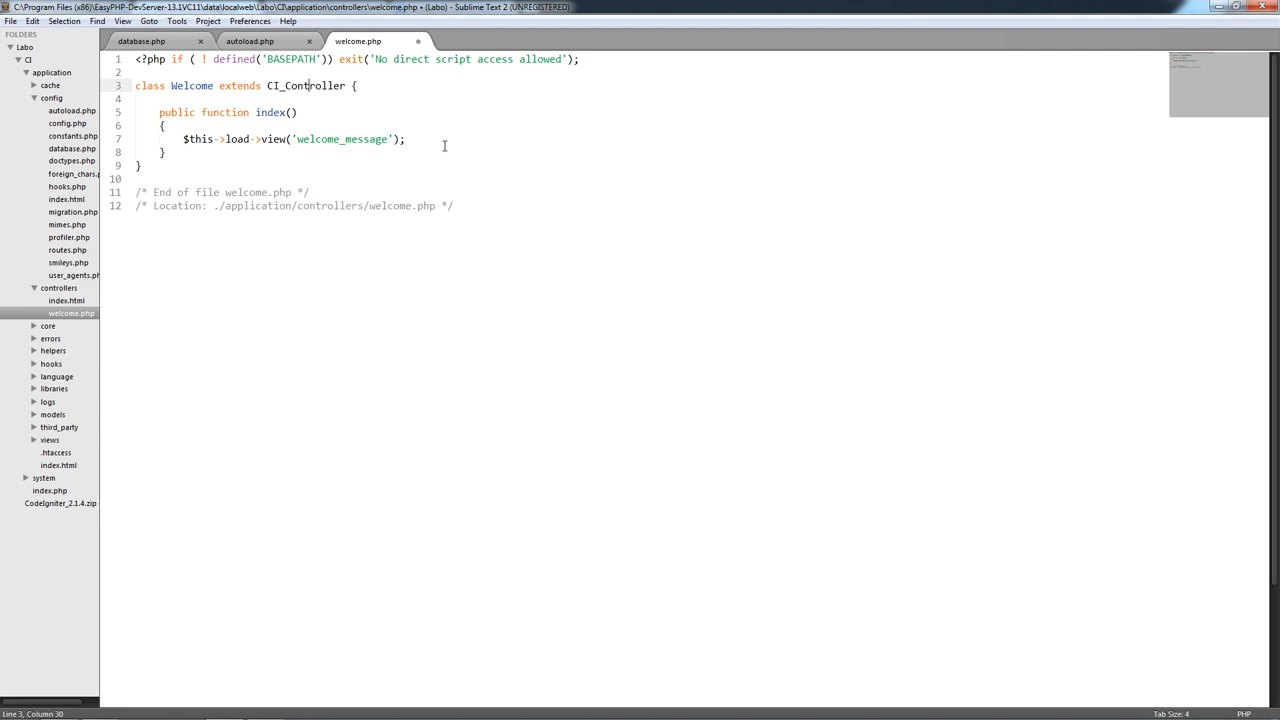 C:\Program Files (x86)\EasyPHP-DevServer-13.1VC11\data\localweb\Labo\CI\application\controllers\welcome.php • (Labo) - Sublime Text 2 (UNREGISTERED)
File Edit Selection Find View Goto Tools Project Preferences Help
FOLDERS
Labo
CI
application
cache
config
autoload.php
config.php
constants.php
database.php
doctypes.php
foreign_chars.p
hooks.php
index.html
migration.php
mimes.php
profiler.php
routes.php
smileys.php
user_agents.ph
controllers
index.html
welcome.php
core
errors
helpers
hooks
language
libraries
logs
models
third_party
views
.htaccess
index.html
system
index.php
CodeIgniter_2.1.4.zip
database.php × autoload.php × welcome.php •
1 <?php if ( ! defined('BASEPATH')) exit('No direct script access allowed');
2
3 class Welcome extends CI_Controller {
4
5 public function index()
6 {
7 $this->load->view('welcome_message');
8 }
9 }
10
11 /* End of file welcome.php */
12 /* Location: ./application/controllers/welcome.php */
Line 3, Column 30 Tab Size: 4 PHP